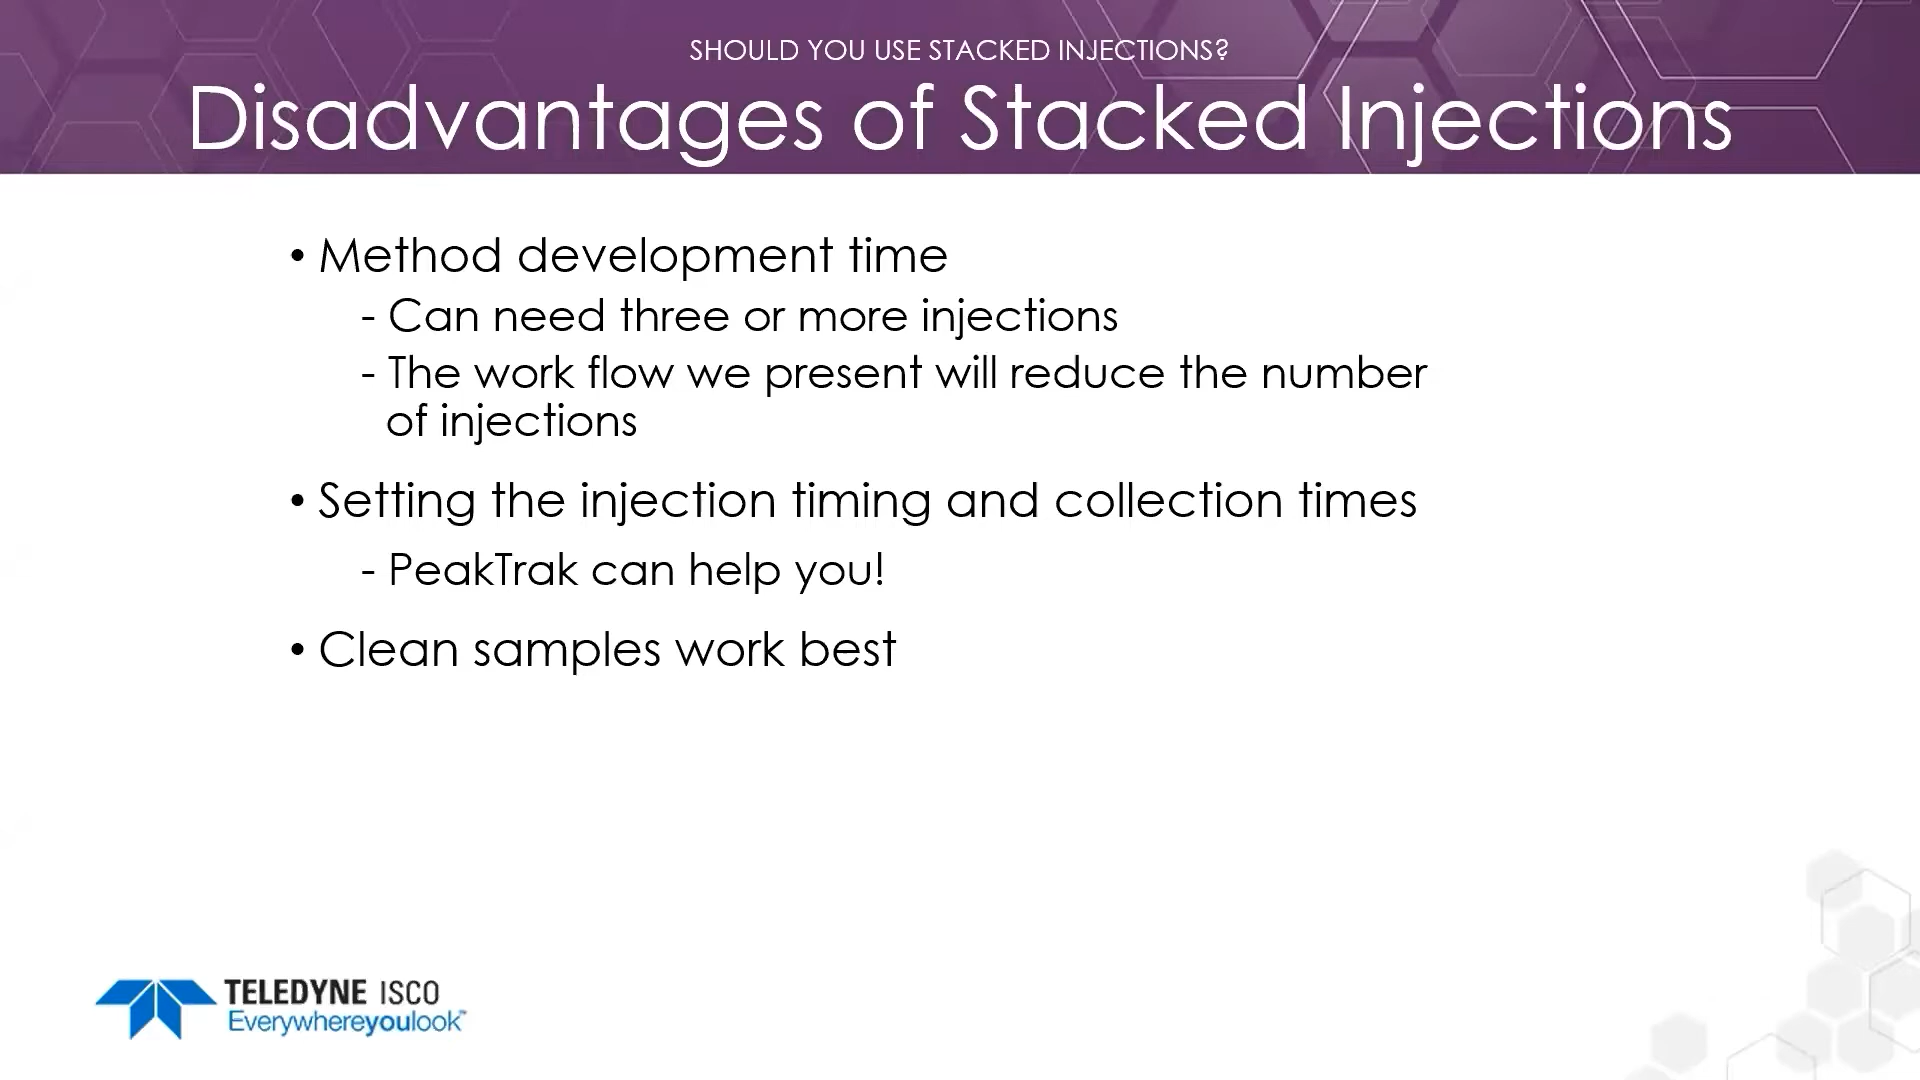 SHOULD YOU USE STACKED INJECTIONS?
Disadvantages of Stacked Injections
• Method development time
- Can need three or more injections
- The work flow we present will reduce the number
of injections
• Setting the injection timing and collection times
- PeakTrak can help you!
• Clean samples work best
TELEDYNE ISCO
Everywhereyoulook™